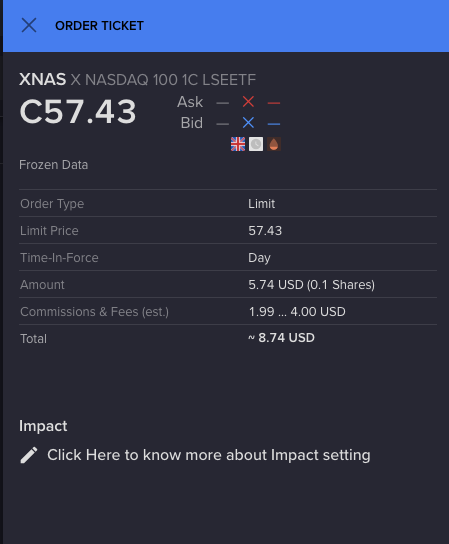 ORDER TICKET
XNAS X NASDAQ 100 1C LSEETF
C57.43
Ask — × —
Bid — × —
Frozen Data
Order Type Limit
Limit Price 57.43
Time-In-Force Day
Amount 5.74 USD (0.1 Shares)
Commissions & Fees (est.) 1.99 ... 4.00 USD
Total ~ 8.74 USD
Impact
Click Here to know more about Impact setting